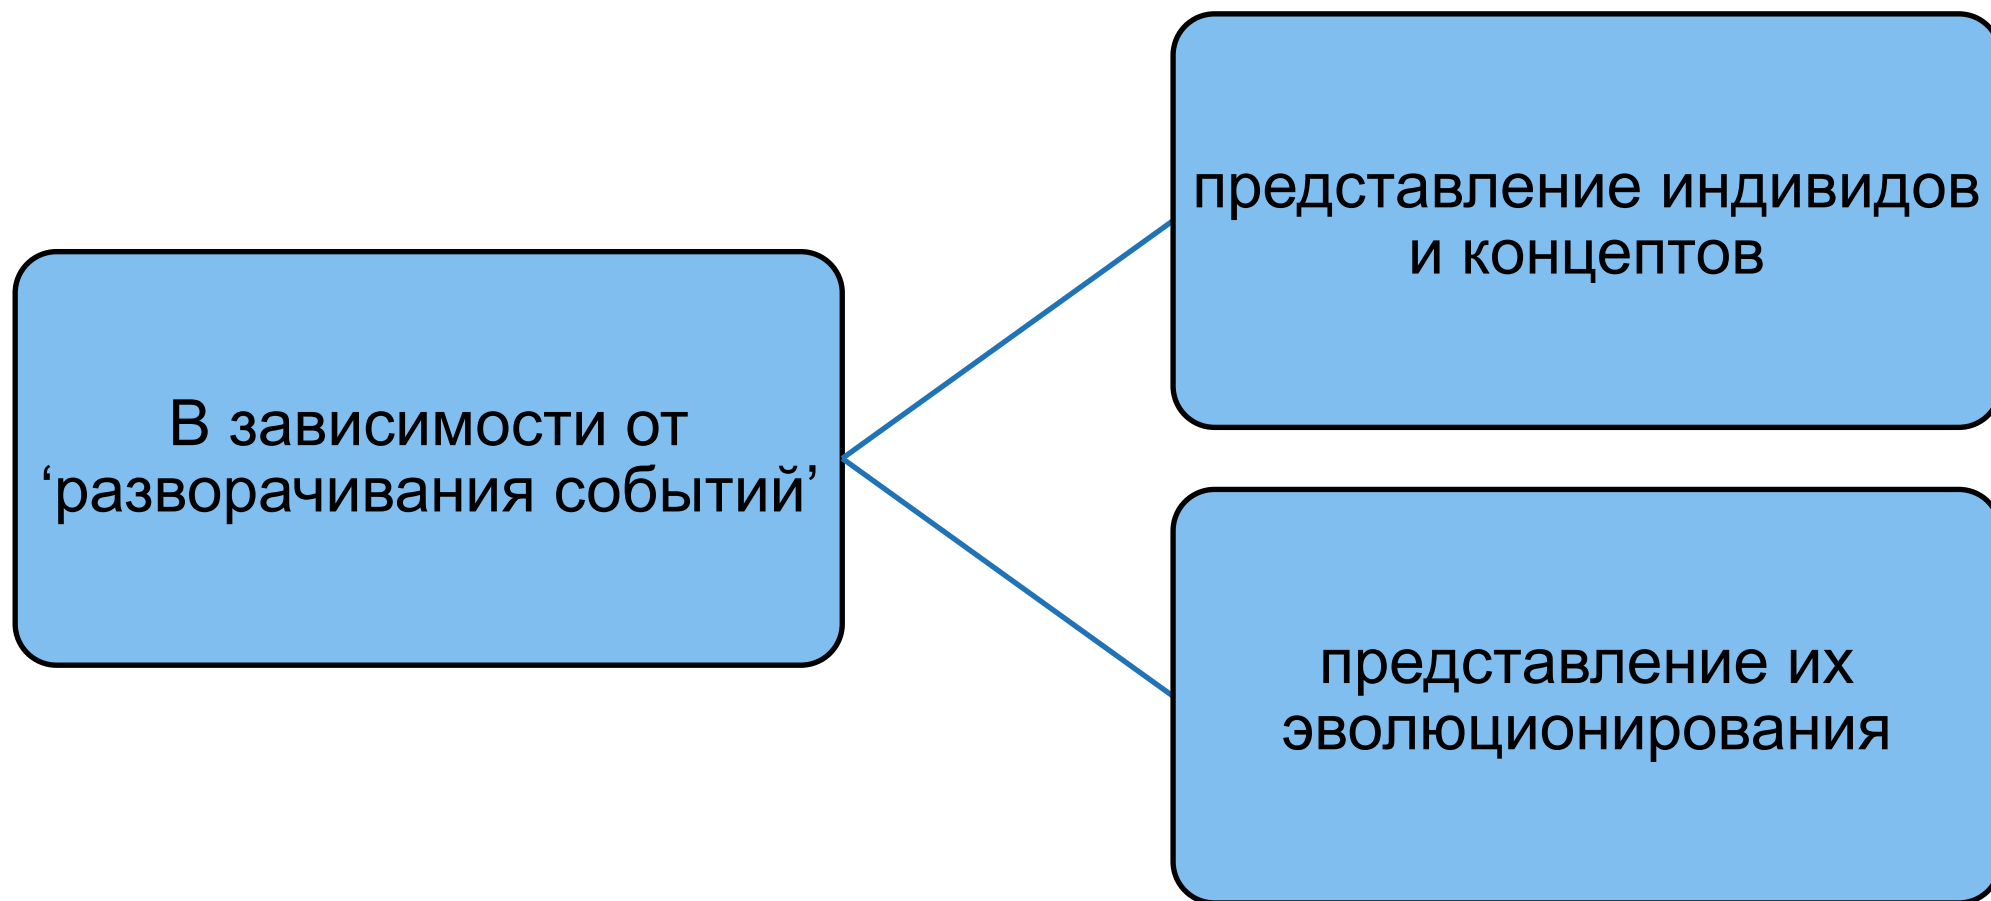 В зависимости от
‘разворачивания событий’
представление индивидов
и концептов
представление их
эволюционирования